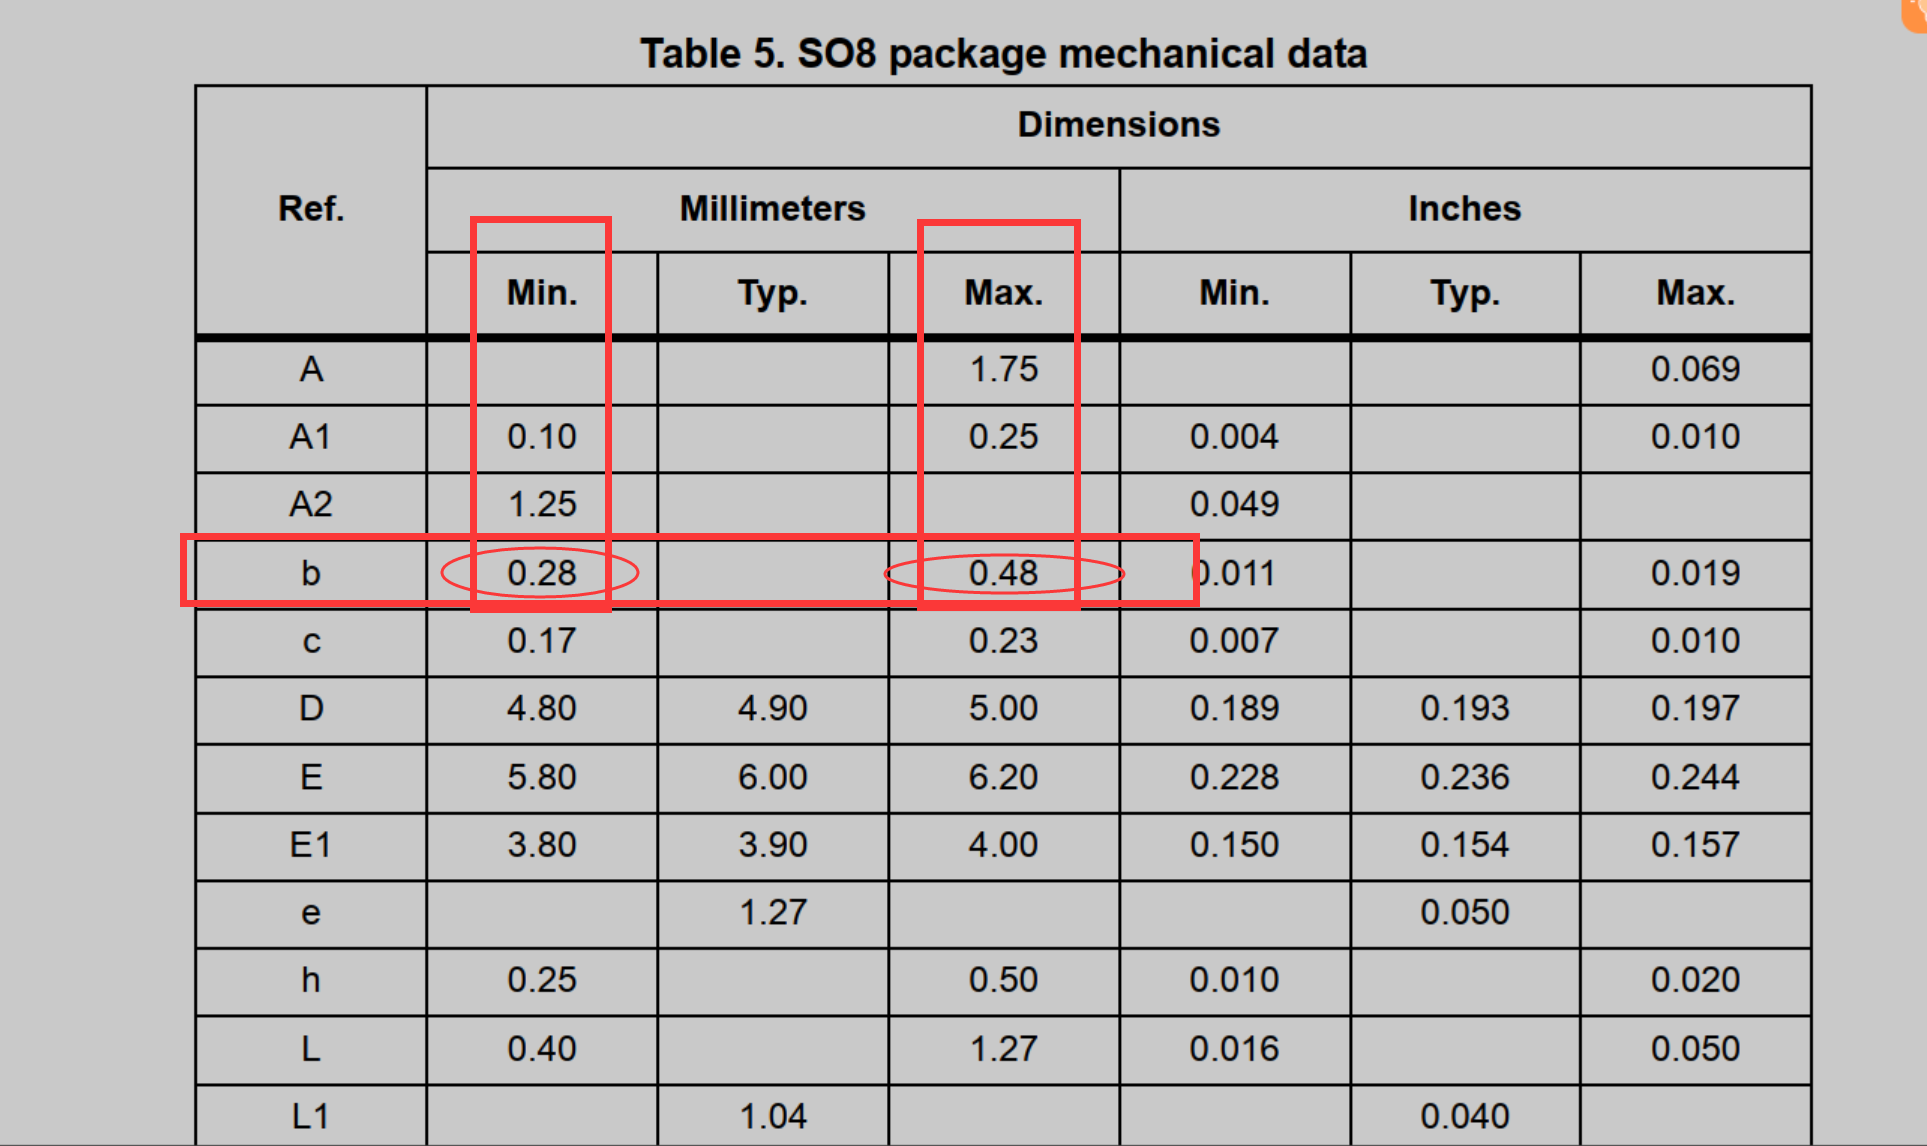 Table 5. SO8 package mechanical data
Ref. Dimensions
Millimeters Inches
Min. Typ. Max. Min. Typ. Max.
A 1.75 0.069
A1 0.10 0.25 0.004 0.010
A2 1.25 0.049
b 0.28 0.48 0.011 0.019
c 0.17 0.23 0.007 0.010
D 4.80 4.90 5.00 0.189 0.193 0.197
E 5.80 6.00 6.20 0.228 0.236 0.244
E1 3.80 3.90 4.00 0.150 0.154 0.157
e 1.27 0.050
h 0.25 0.50 0.010 0.020
L 0.40 1.27 0.016 0.050
L1 1.04 0.040